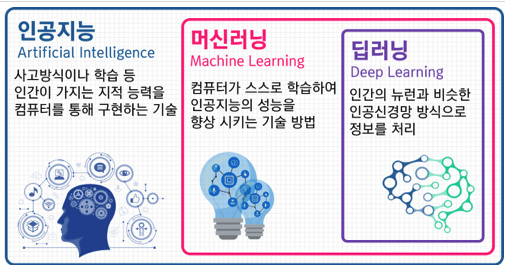 인공지능
Artificial Intelligence
사고방식이나 학습 등
인간이 가지는 지적 능력을
컴퓨터를 통해 구현하는 기술
머신러닝
Machine Learning
컴퓨터가 스스로 학습하여
인공지능의 성능을
향상 시키는 기술 방법
딥러닝
Deep Learning
인간의 뉴런과 비슷한
인공신경망 방식으로
정보를 처리